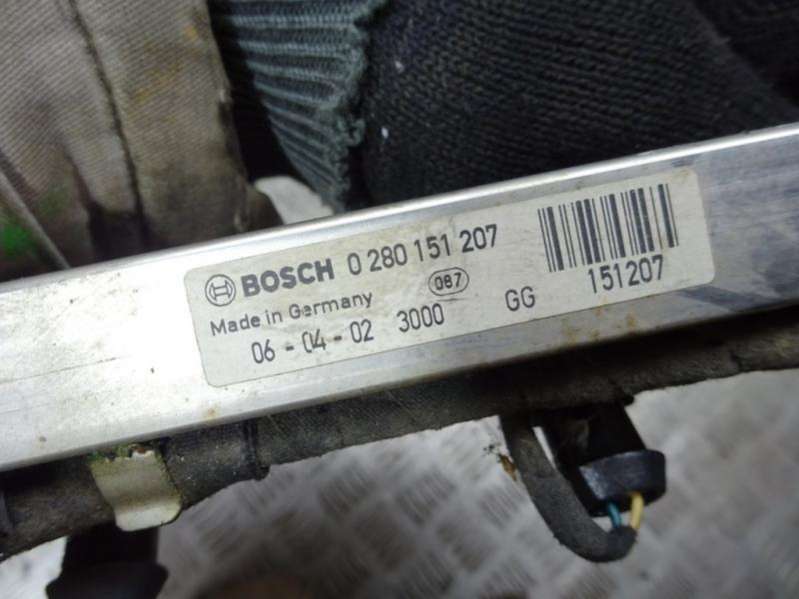 BOSCH 0 280 151 207
Made in Germany 087
06 - 04 - 02 3000 GG
151207